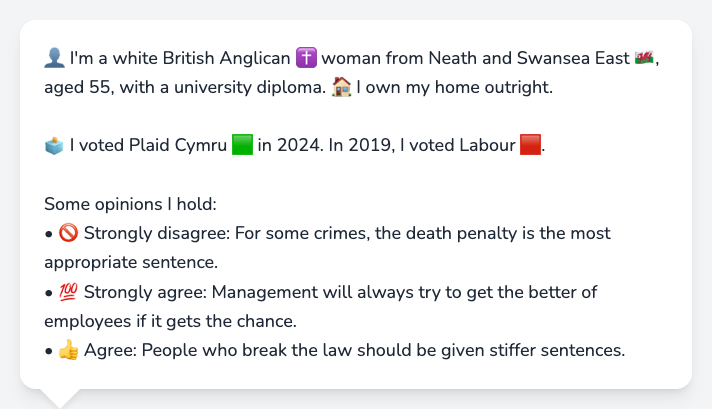 👤 I'm a white British Anglican ✝️ woman from Neath and Swansea East 🏴󠁧󠁢󠁷󠁬󠁳󠁿,
aged 55, with a university diploma. 🏠 I own my home outright.
🗳️ I voted Plaid Cymru 🟩 in 2024. In 2019, I voted Labour 🟥.
Some opinions I hold:
• 🚫 Strongly disagree: For some crimes, the death penalty is the most
appropriate sentence.
• 💯 Strongly agree: Management will always try to get the better of
employees if it gets the chance.
• 👍 Agree: People who break the law should be given stiffer sentences.